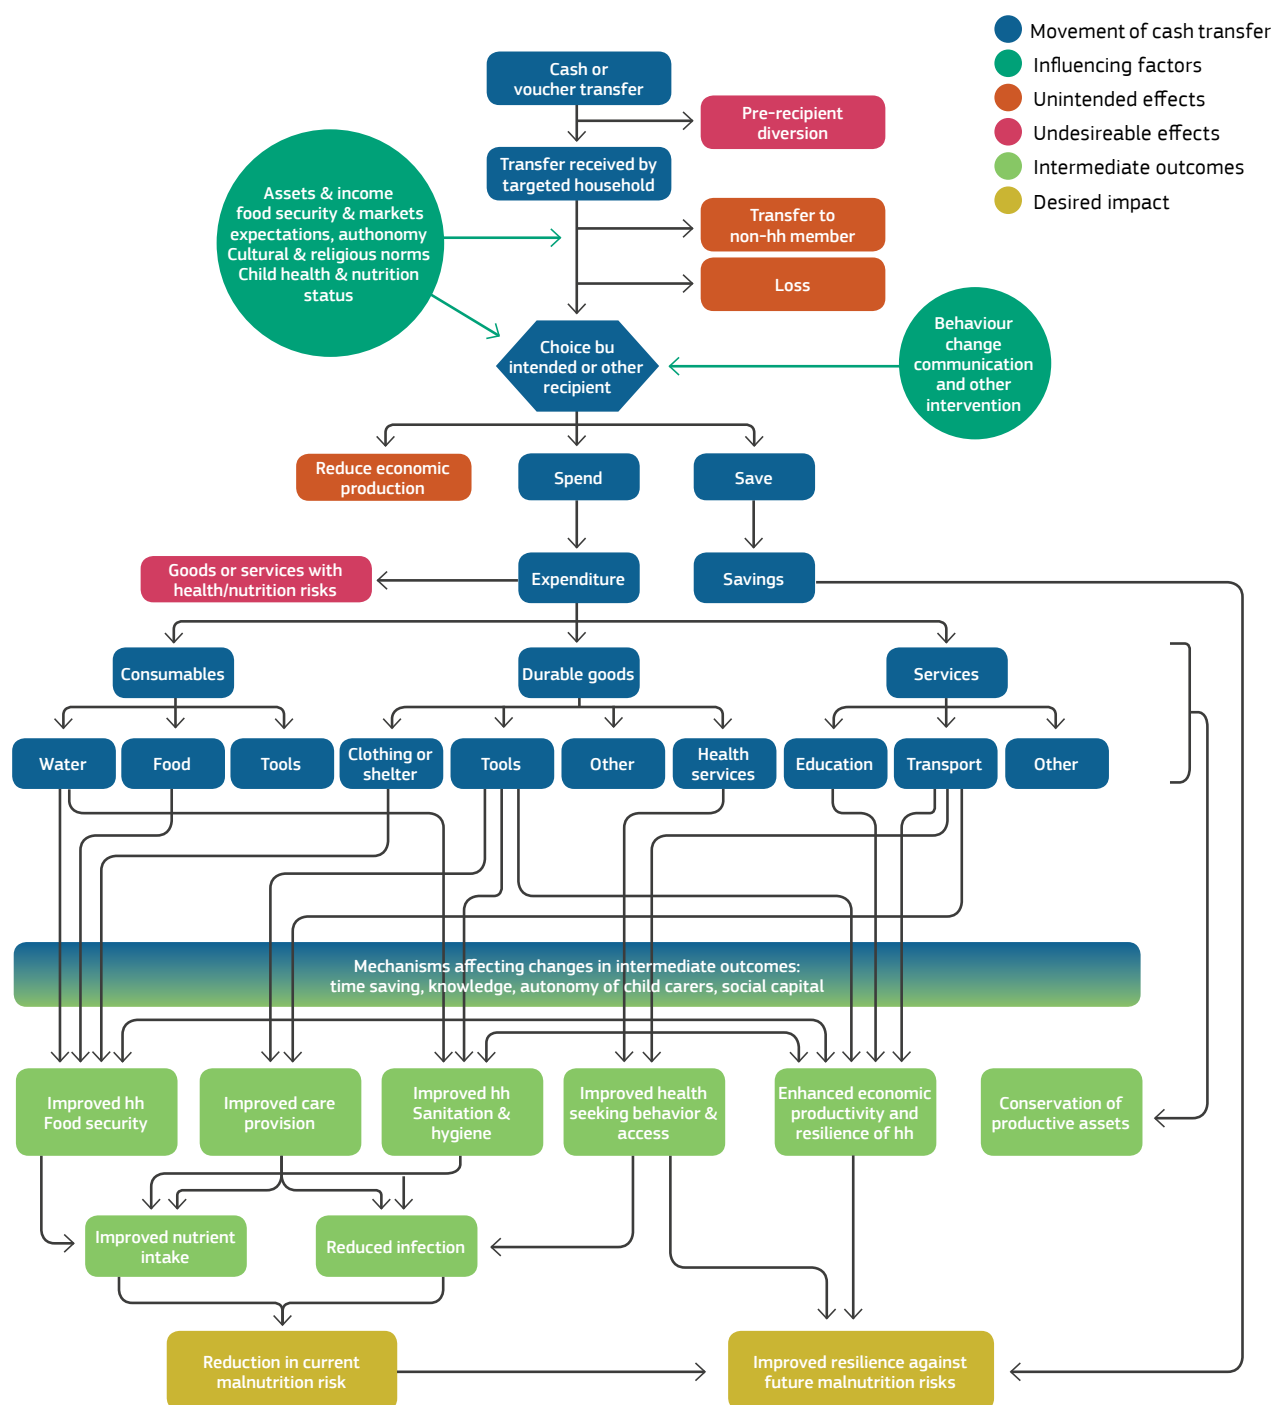 Movement of cash transfer
Influencing factors
Unintended effects
Undesireable effects
Intermediate outcomes
Desired impact
Cash or
voucher transfer
Pre-recipient
diversion
Transfer received by
targeted household
Assets & income
food security & markets
expectations, authonomy
Cultural & religious norms
Child health & nutrition
status
Transfer to
non-hh member
Loss
Choice bu
intended or other
recipient
Behaviour
change
communication
and other
intervention
Reduce economic
production
Spend
Save
Goods or services with
health/nutrition risks
Expenditure
Savings
Consumables
Durable goods
Services
Water
Food
Tools
Clothing or
shelter
Tools
Other
Health
services
Education
Transport
Other
Mechanisms affecting changes in intermediate outcomes:
time saving, knowledge, autonomy of child carers, social capital
Improved hh
Food security
Improved care
provision
Improved hh
Sanitation &
hygiene
Improved health
seeking behavior &
access
Enhanced economic
productivity and
resilience of hh
Conservation of
productive assets
Improved nutrient
intake
Reduced infection
Reduction in current
malnutrition risk
Improved resilience against
future malnutrition risks